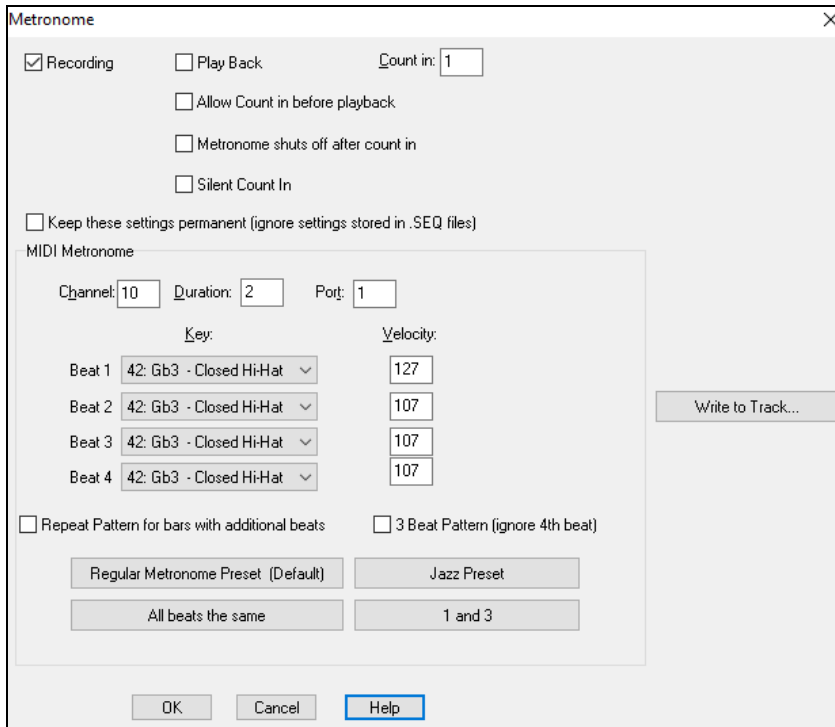 Metronome
Recording Play Back Count in: 1
Allow Count in before playback
Metronome shuts off after count in
Silent Count In
Keep these settings permanent (ignore settings stored in .SEQ files)
MIDI Metronome
Channel: 10 Duration: 2 Port: 1
Key: Velocity:
Beat 1 42: Gb3 - Closed Hi-Hat 127
Beat 2 42: Gb3 - Closed Hi-Hat 107
Write to Track...
Beat 3 42: Gb3 - Closed Hi-Hat 107
Beat 4 42: Gb3 - Closed Hi-Hat 107
Repeat Pattern for bars with additional beats 3 Beat Pattern (ignore 4th beat)
Regular Metronome Preset (Default) Jazz Preset
All beats the same 1 and 3
OK Cancel Help